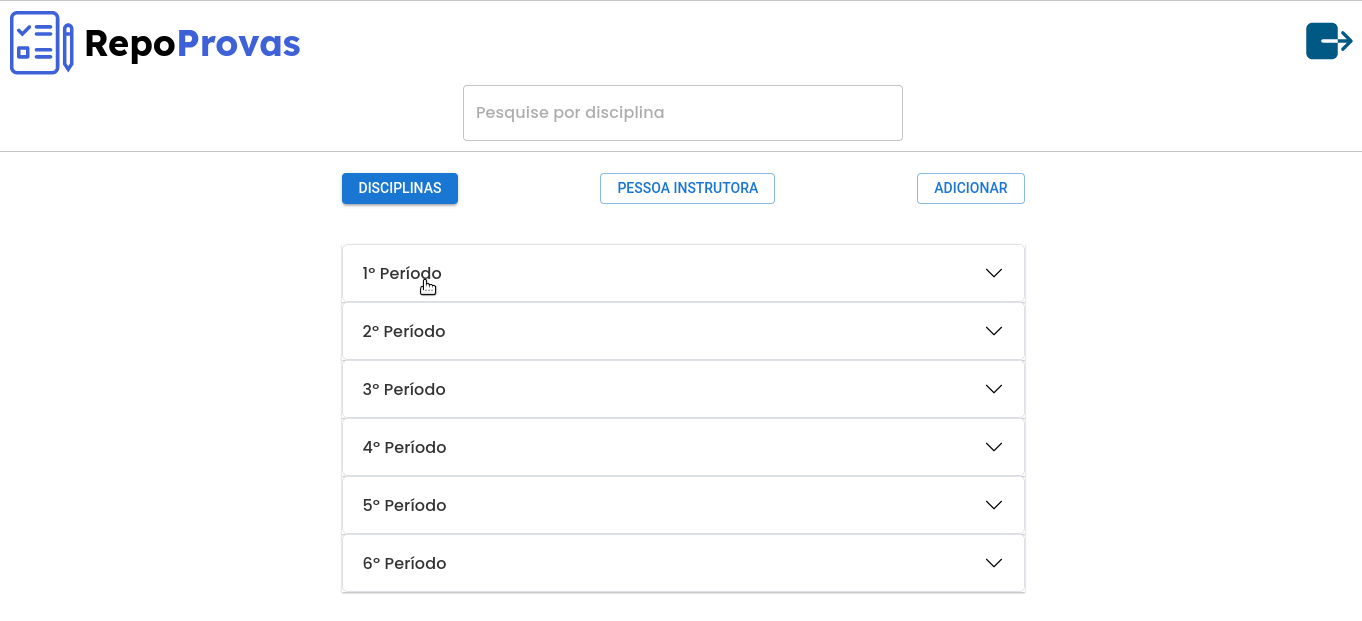 RepoProvas
Pesquise por disciplina
DISCIPLINAS
PESSOA INSTRUTORA
ADICIONAR
1º Período
2º Período
3º Período
4º Período
5º Período
6º Período